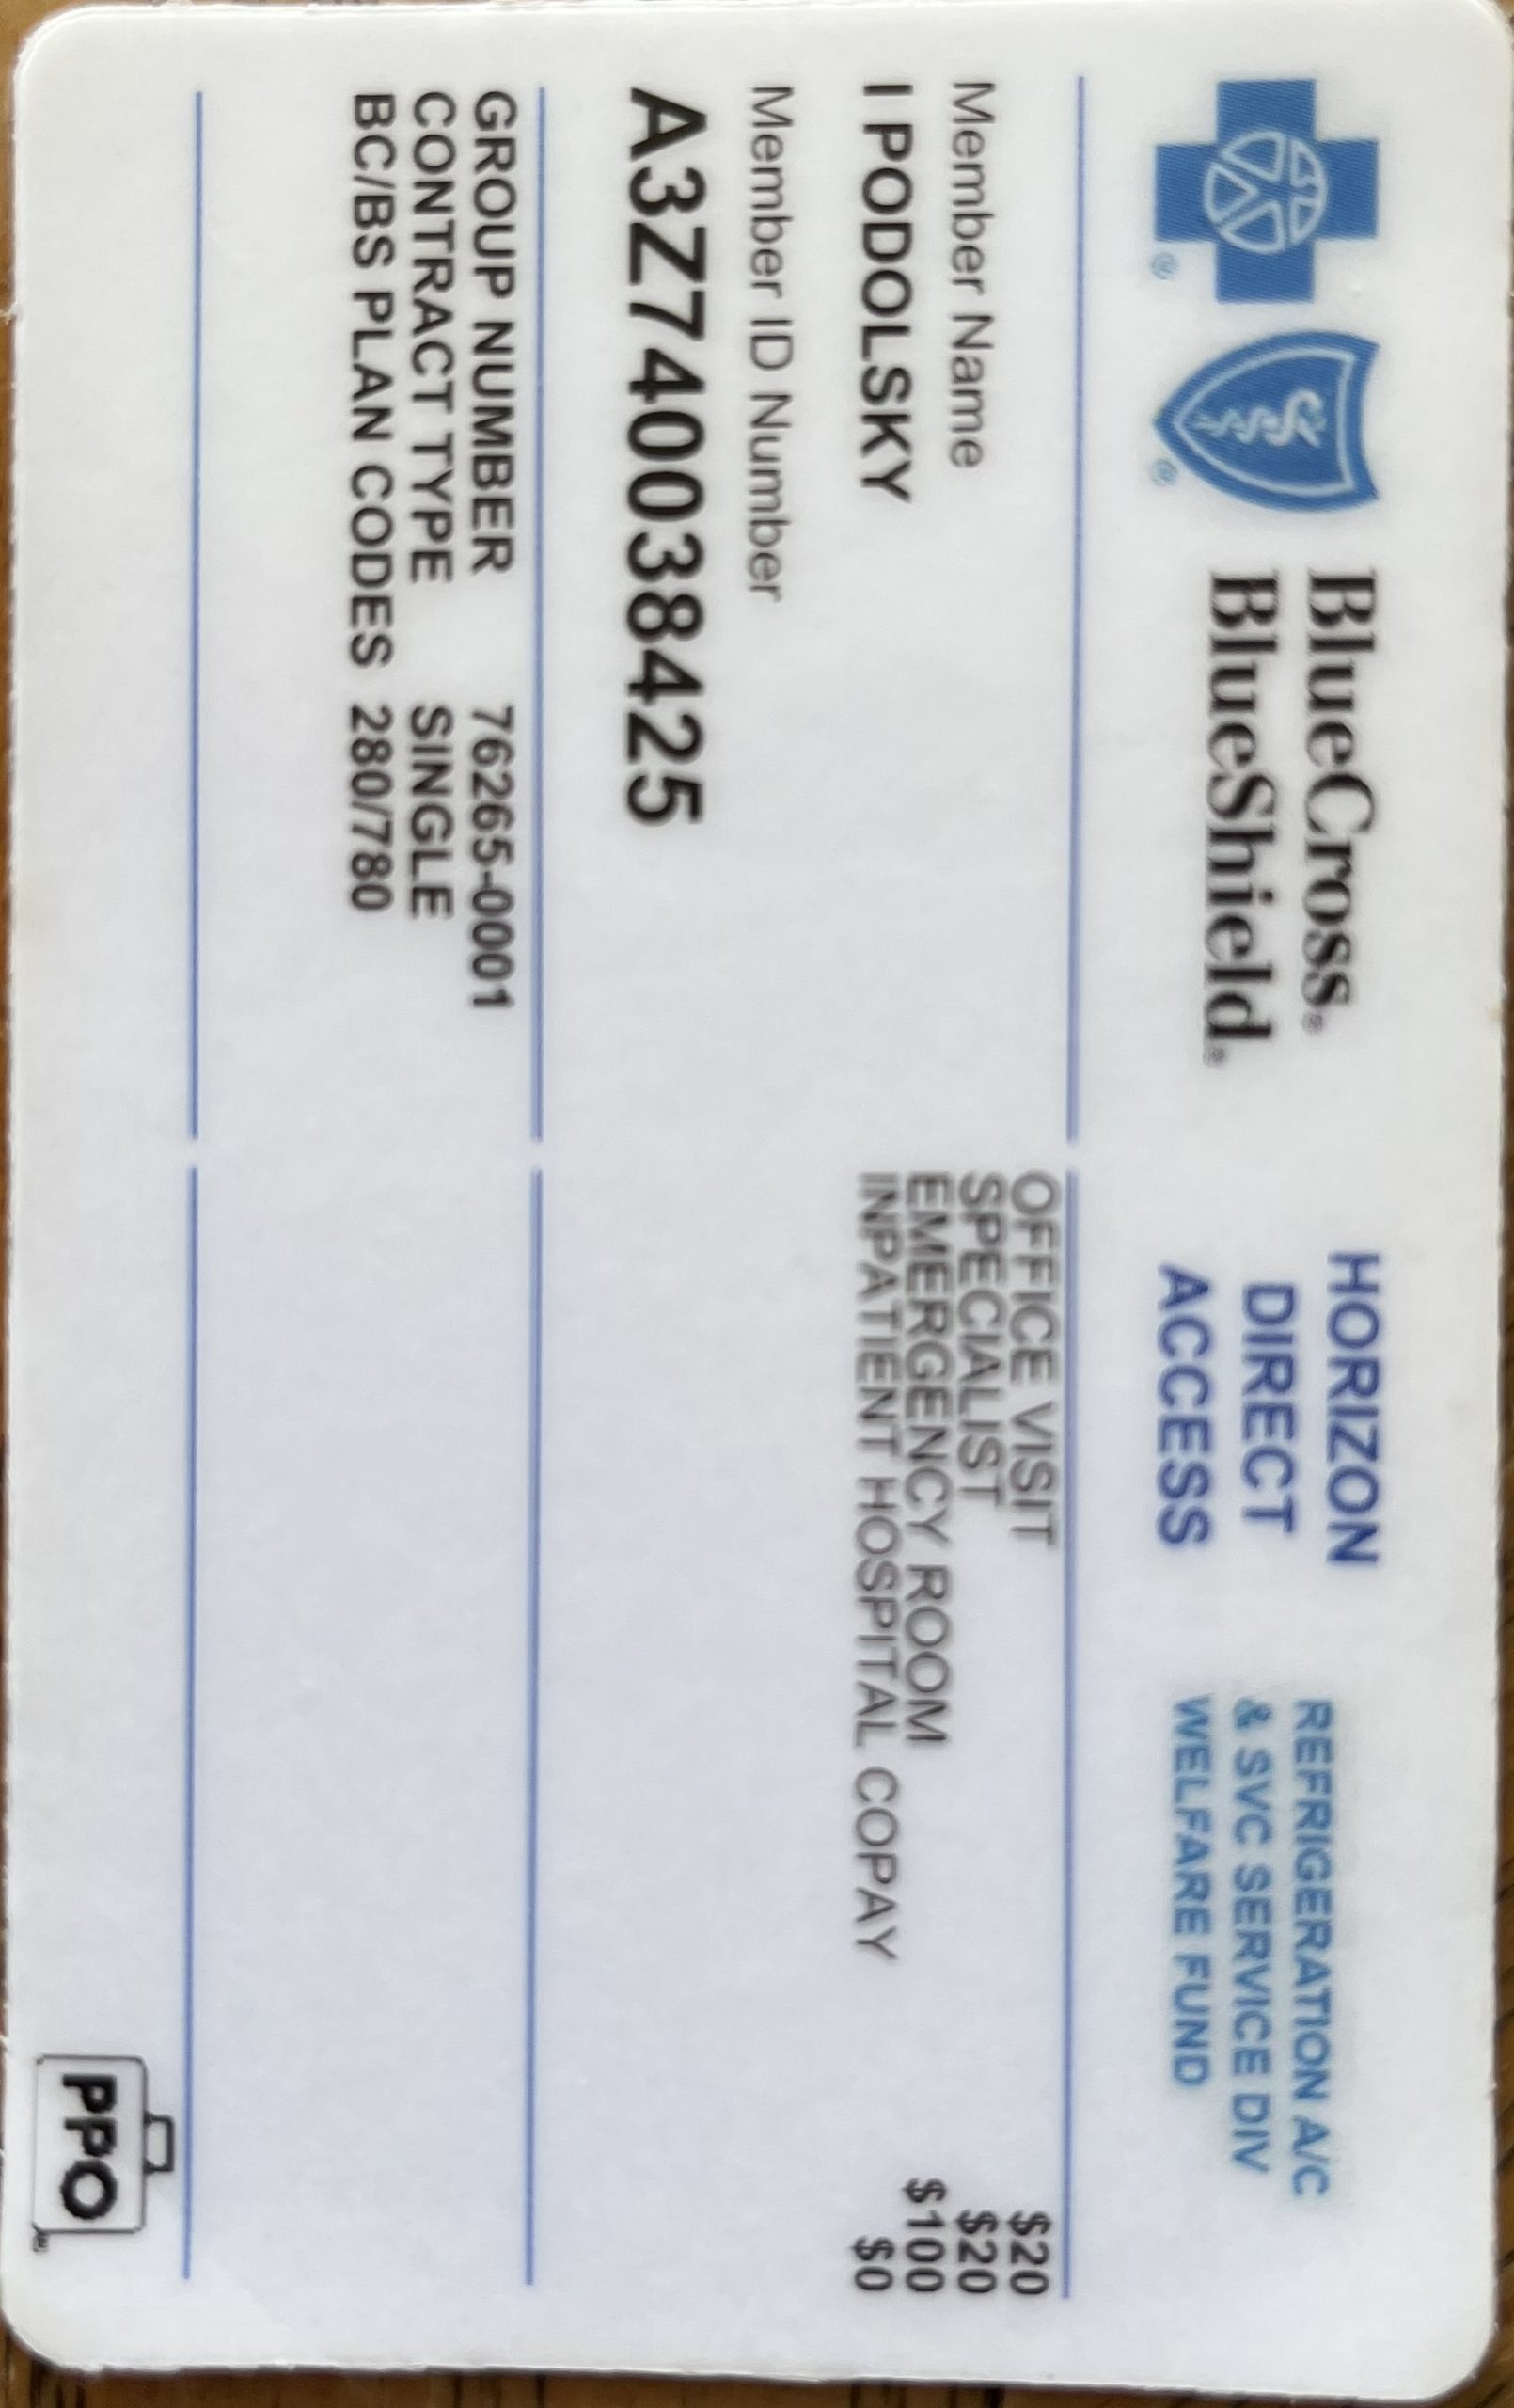 BlueCross®
BlueShield®
HORIZON
DIRECT
ACCESS
REFRIGERATION A/C
& SVC SERVICE DIV
WELFARE FUND
Member Name
I PODOLSKY
Member ID Number
A3Z7400384425
GROUP NUMBER 76265-0001
CONTRACT TYPE SINGLE
BC/BS PLAN CODES 280/780
OFFICE VISIT $20
SPECIALIST $20
EMERGENCY ROOM $100
INPATIENT HOSPITAL COPAY $0
PPO